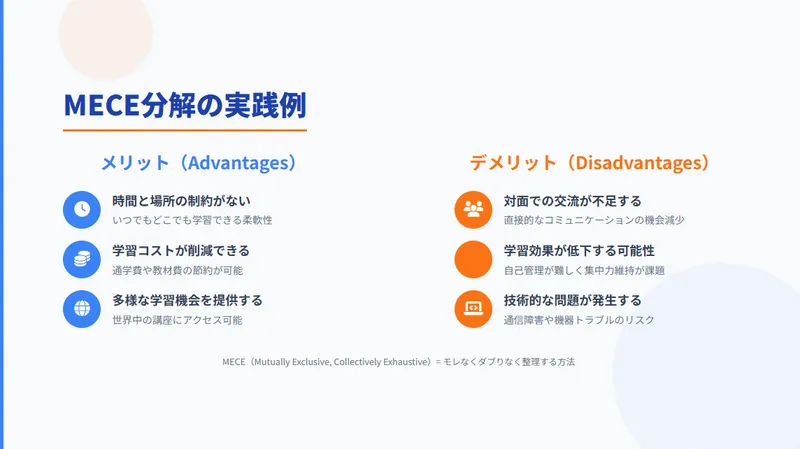 MECE分解の実践例
メリット（Advantages）
時間と場所の制約がない
いつでもどこでも学習できる柔軟性
学習コストが削減できる
通学費や教材費の節約が可能
多様な学習機会を提供する
世界中の講座にアクセス可能
デメリット（Disadvantages）
対面での交流が不足する
直接的なコミュニケーションの機会減少
学習効果が低下する可能性
自己管理が難しく集中力維持が課題
技術的な問題が発生する
通信障害や機器トラブルのリスク
MECE（Mutually Exclusive, Collectively Exhaustive）= モレなくダブりなく整理する方法